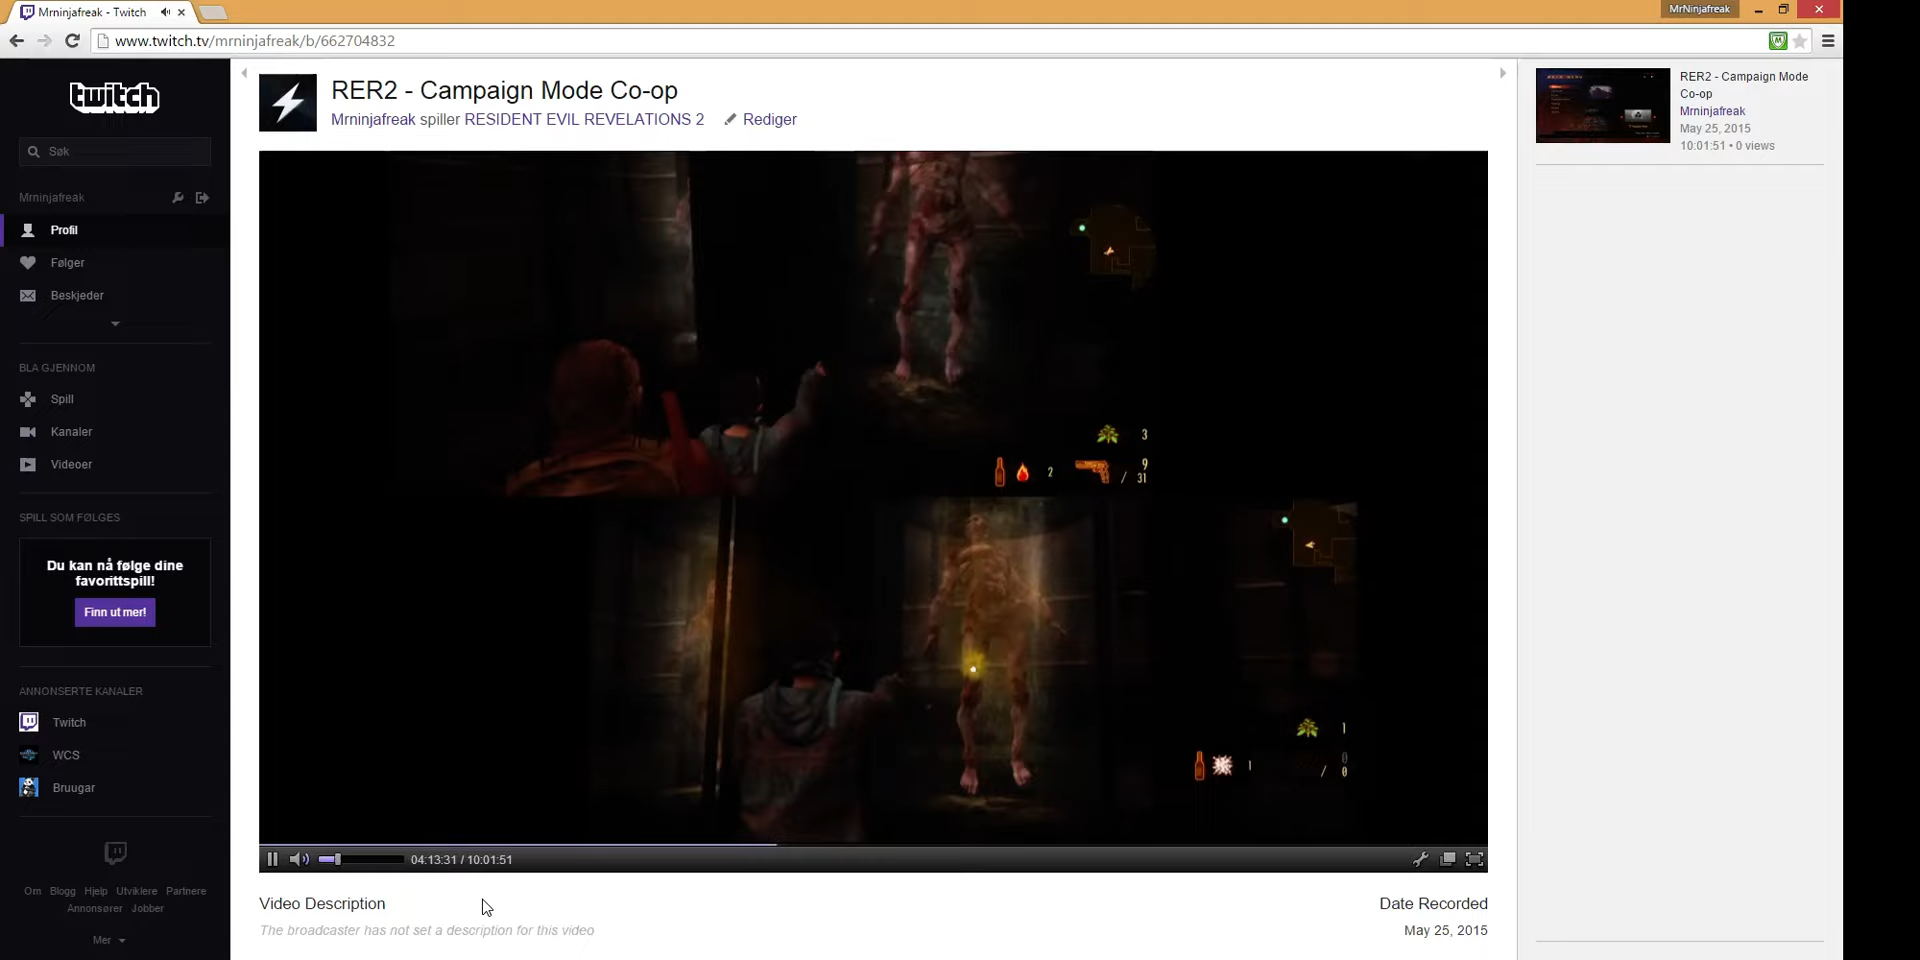 Mrninjafreak - Twitch
MrNinjafreak
www.twitch.tv/mrninjafreak/b/662704832
twitch
Søk
Mrninjafreak
Profil
Følger
Beskjeder
BLA GJENNOM
Spill
Kanaler
Videoer
SPILL SOM FØLGES
Du kan nå følge dine
favorittspill!
Finn ut mer!
ANNONSERTE KANALER
Twitch
WCS
Bruugar
Om Blogg Hjelp Utviklere Partnere
Annonsører Jobber
Mer
RER2 - Campaign Mode Co-op
Mrninjafreak spiller RESIDENT EVIL REVELATIONS 2 Rediger
3
2 9
/ 31
1
1 0
/ 0
04:13:31 / 10:01:51
Video Description
The broadcaster has not set a description for this video
Date Recorded
May 25, 2015
RER2 - Campaign Mode
Co-op
Mrninjafreak
May 25, 2015
10:01:51 • 0 views